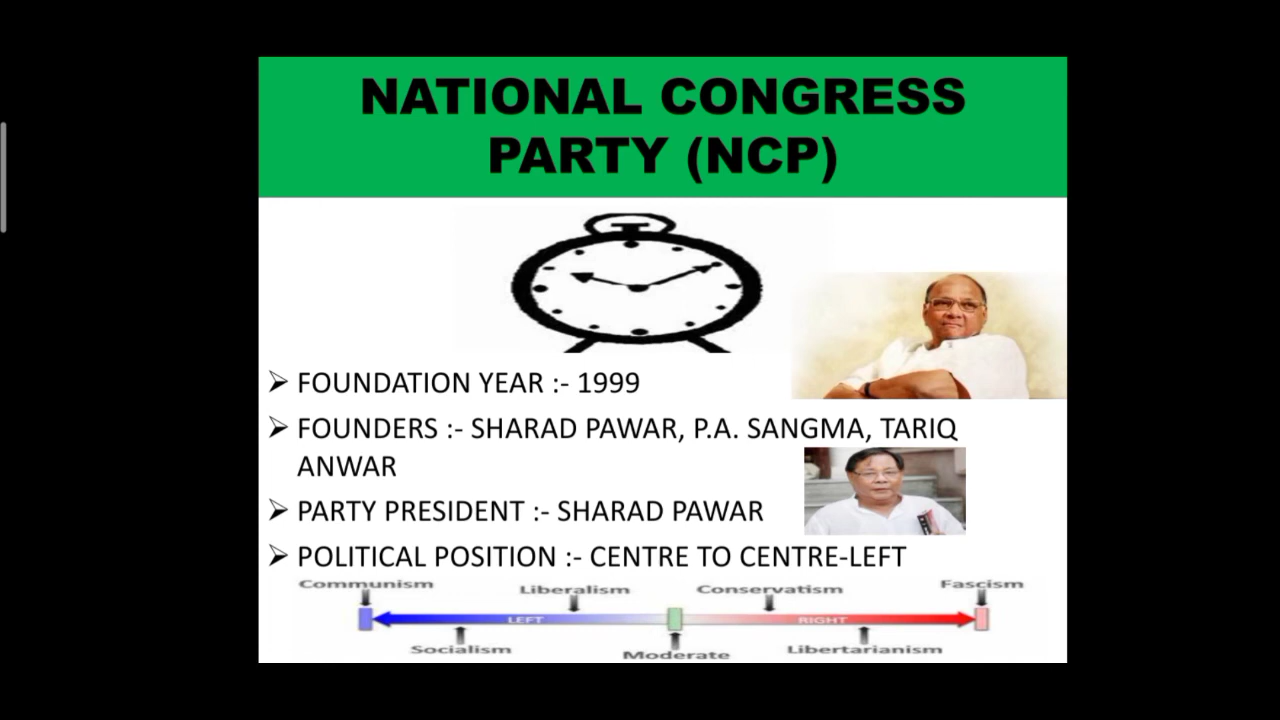 NATIONAL CONGRESS
PARTY (NCP)
➢ FOUNDATION YEAR :- 1999
➢ FOUNDERS :- SHARAD PAWAR, P.A. SANGMA, TARIQ
ANWAR
➢ PARTY PRESIDENT :- SHARAD PAWAR
➢ POLITICAL POSITION :- CENTRE TO CENTRE-LEFT
Communism Liberalism Conservatism Fascism
LEFT RIGHT
Socialism Moderate Libertarianism